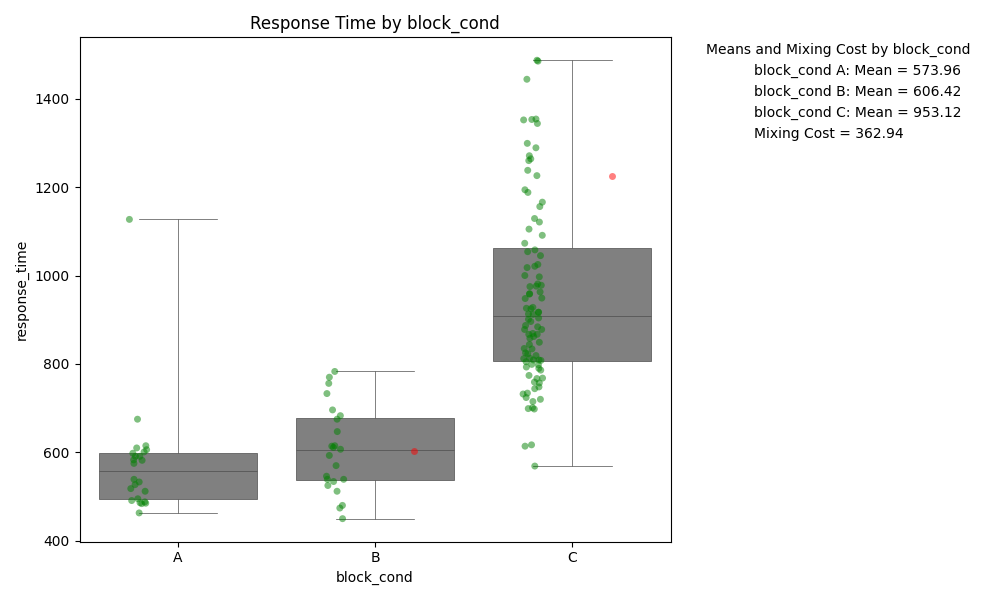 Response Time by block_cond
Means and Mixing Cost by block_cond
block_cond A: Mean = 573.96
block_cond B: Mean = 606.42
block_cond C: Mean = 953.12
Mixing Cost = 362.94
response_time
1400
1200
1000
800
600
400
A B C
block_cond